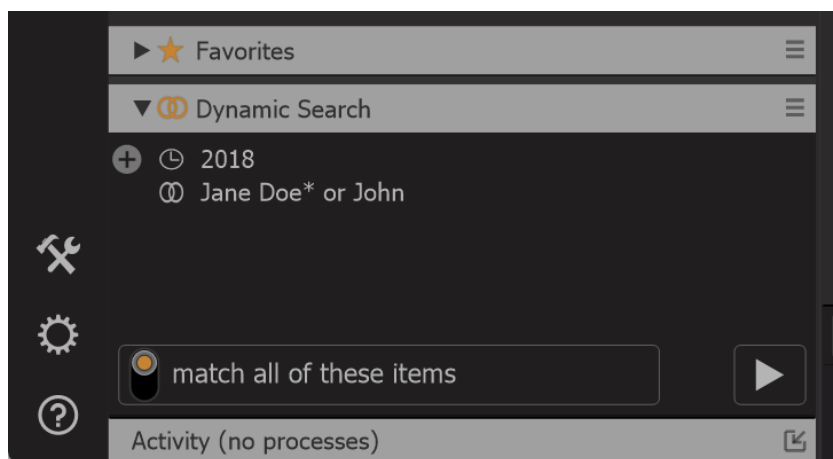 Favorites
Dynamic Search
2018
Jane Doe* or John
match all of these items
Activity (no processes)